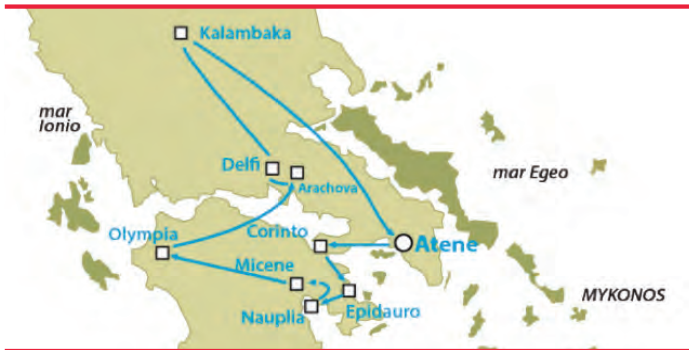 Kalambaka
mar
Ionio
Delfi
Arachova
mar Egeo
Olympia
Corinto
Atene
Micene
MYKONOS
Nauplia
Epidauro